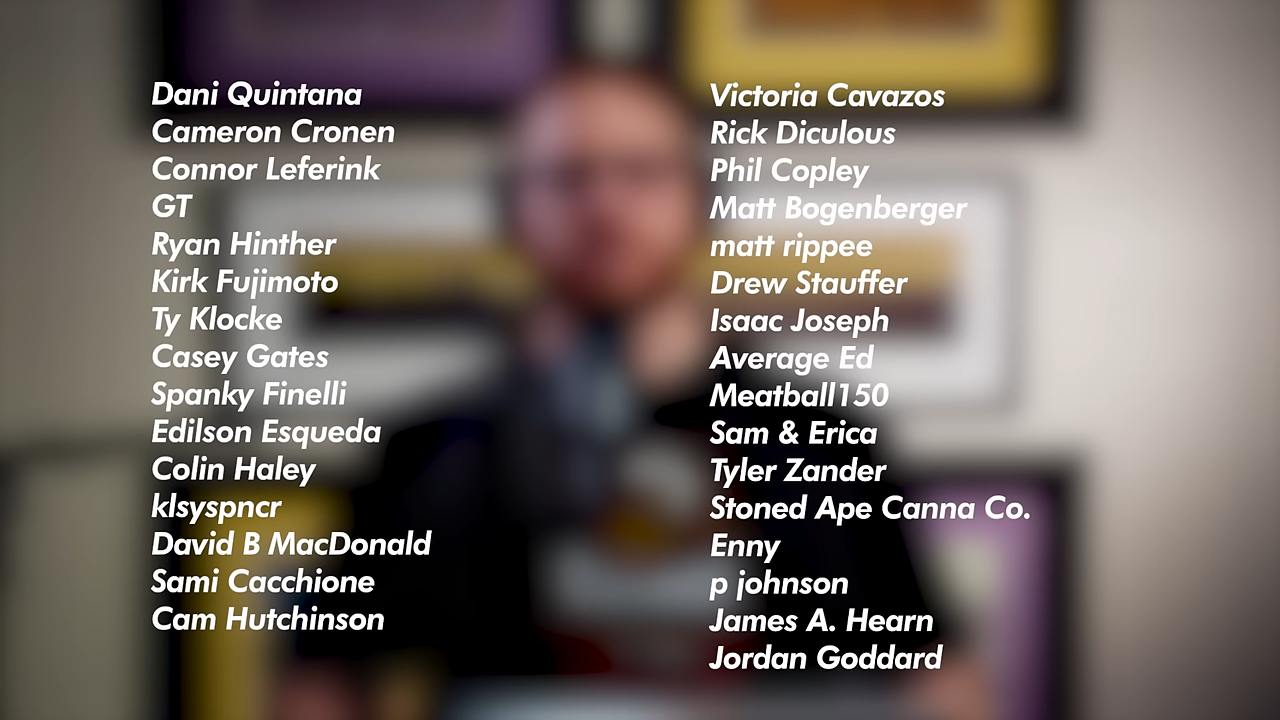 Dani Quintana
Cameron Cronen
Connor Leferink
GT
Ryan Hinther
Kirk Fujimoto
Ty Klocke
Casey Gates
Spanky Finelli
Edilson Esqueda
Colin Haley
klsyspncr
David B MacDonald
Sami Cacchione
Cam Hutchinson
Victoria Cavazos
Rick Diculous
Phil Copley
Matt Bogenberger
matt rippee
Drew Stauffer
Isaac Joseph
Average Ed
Meatball150
Sam & Erica
Tyler Zander
Stoned Ape Canna Co.
Enny
p johnson
James A. Hearn
Jordan Goddard